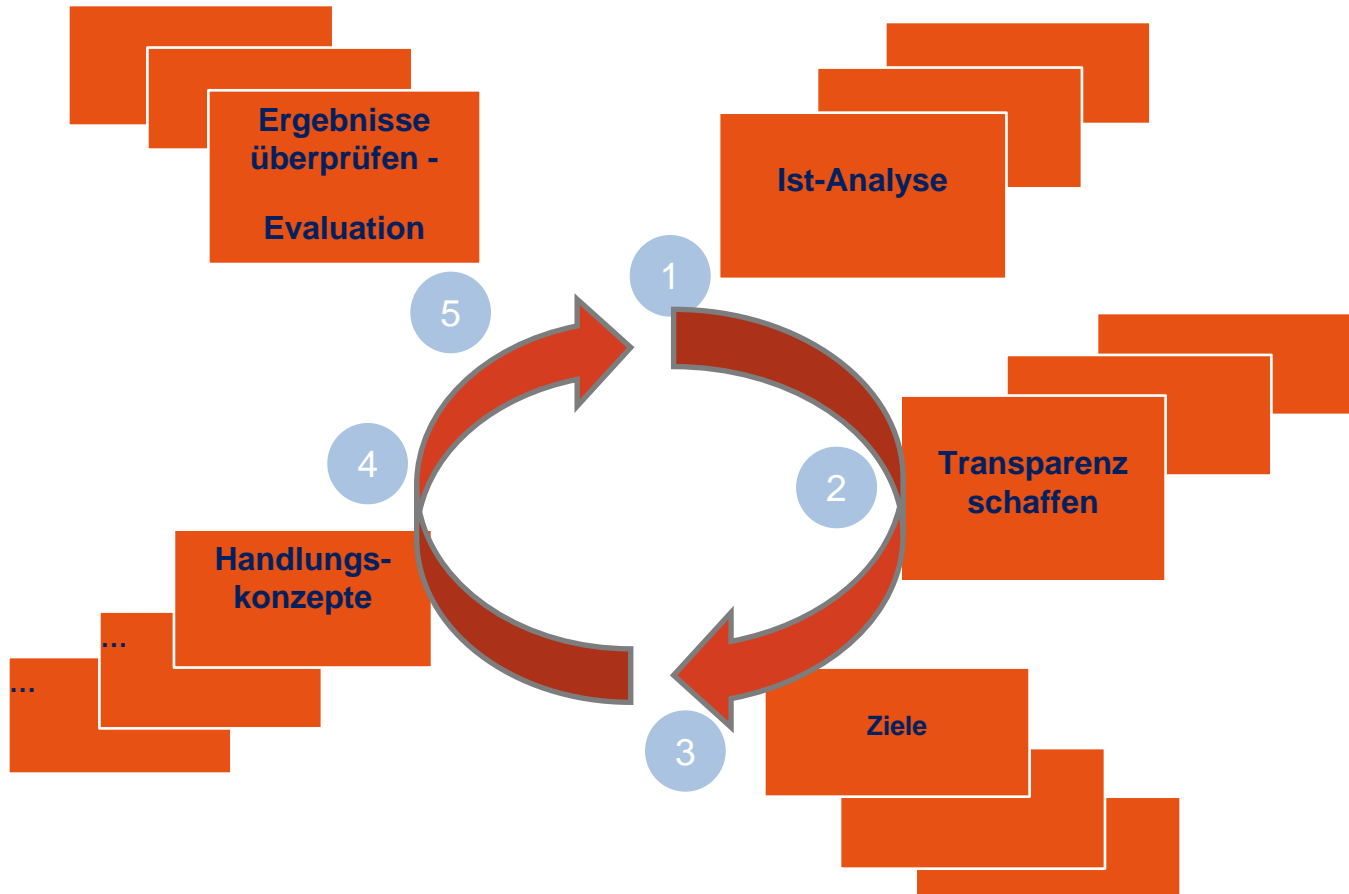 1
Ist-Analyse
2
Transparenz
schaffen
3
Ziele
4
Handlungs-
konzepte
...
...
5
Ergebnisse
überprüfen -
Evaluation